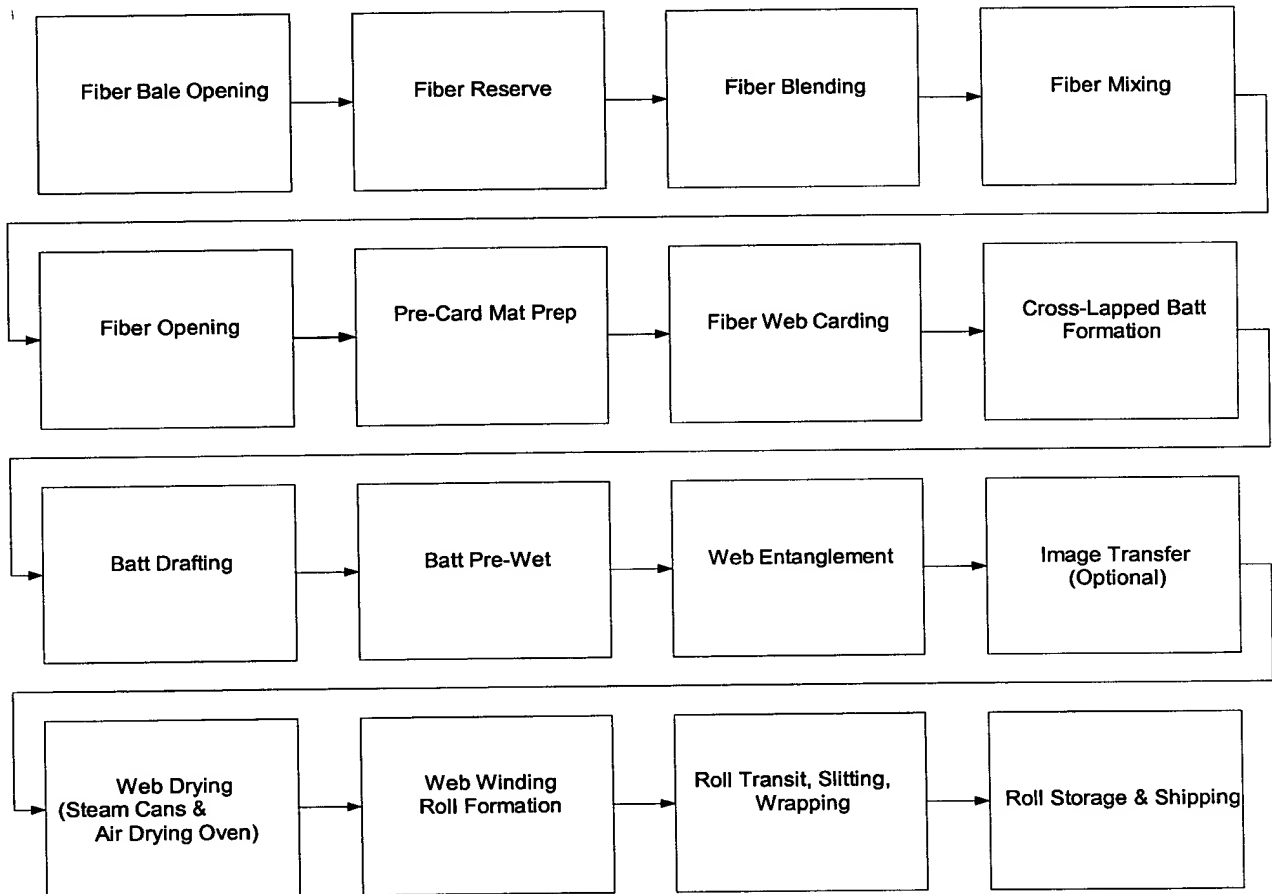 Fiber Bale Opening
Fiber Reserve
Fiber Blending
Fiber Mixing
Fiber Opening
Pre-Card Mat Prep
Fiber Web Carding
Cross-Lapped Batt
Formation
Batt Drafting
Batt Pre-Wet
Web Entanglement
Image Transfer
(Optional)
Web Drying
(Steam Cans &
Air Drying Oven)
Web Winding
Roll Formation
Roll Transit, Slitting,
Wrapping
Roll Storage & Shipping